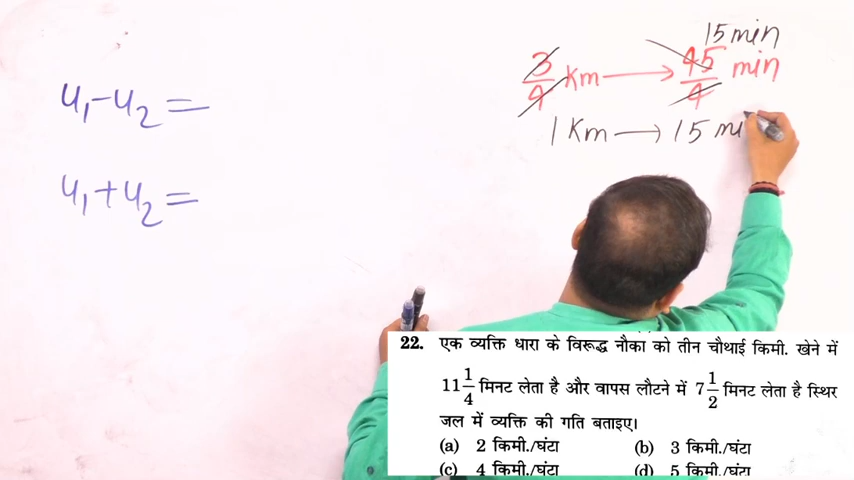 15 min
3/4 Km → 45/4 min
1 Km → 15 mi
u₁-u₂ =
u₁+u₂ =
22. एक व्यक्ति धारा के विरूद्ध नौका को तीन चौथाई किमी. खेने में
11 1/4 मिनट लेता है और वापस लौटने में 7 1/2 मिनट लेता है स्थिर
जल में व्यक्ति की गति बताइए।
(a) 2 किमी./घंटा (b) 3 किमी./घंटा
(c) 4 किमी./घंटा (d) 5 किमी./घंटा